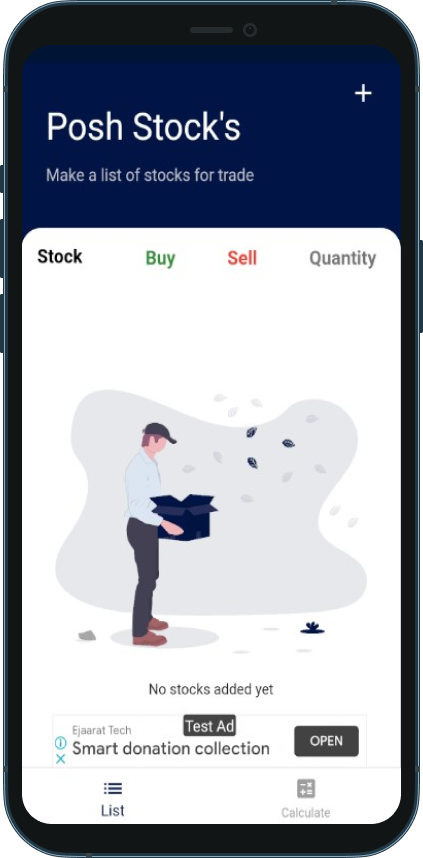 Posh Stock's
Make a list of stocks for trade
Stock Buy Sell Quantity
No stocks added yet
Test Ad
Ejaarat Tech
Smart donation collection
OPEN
List Calculate